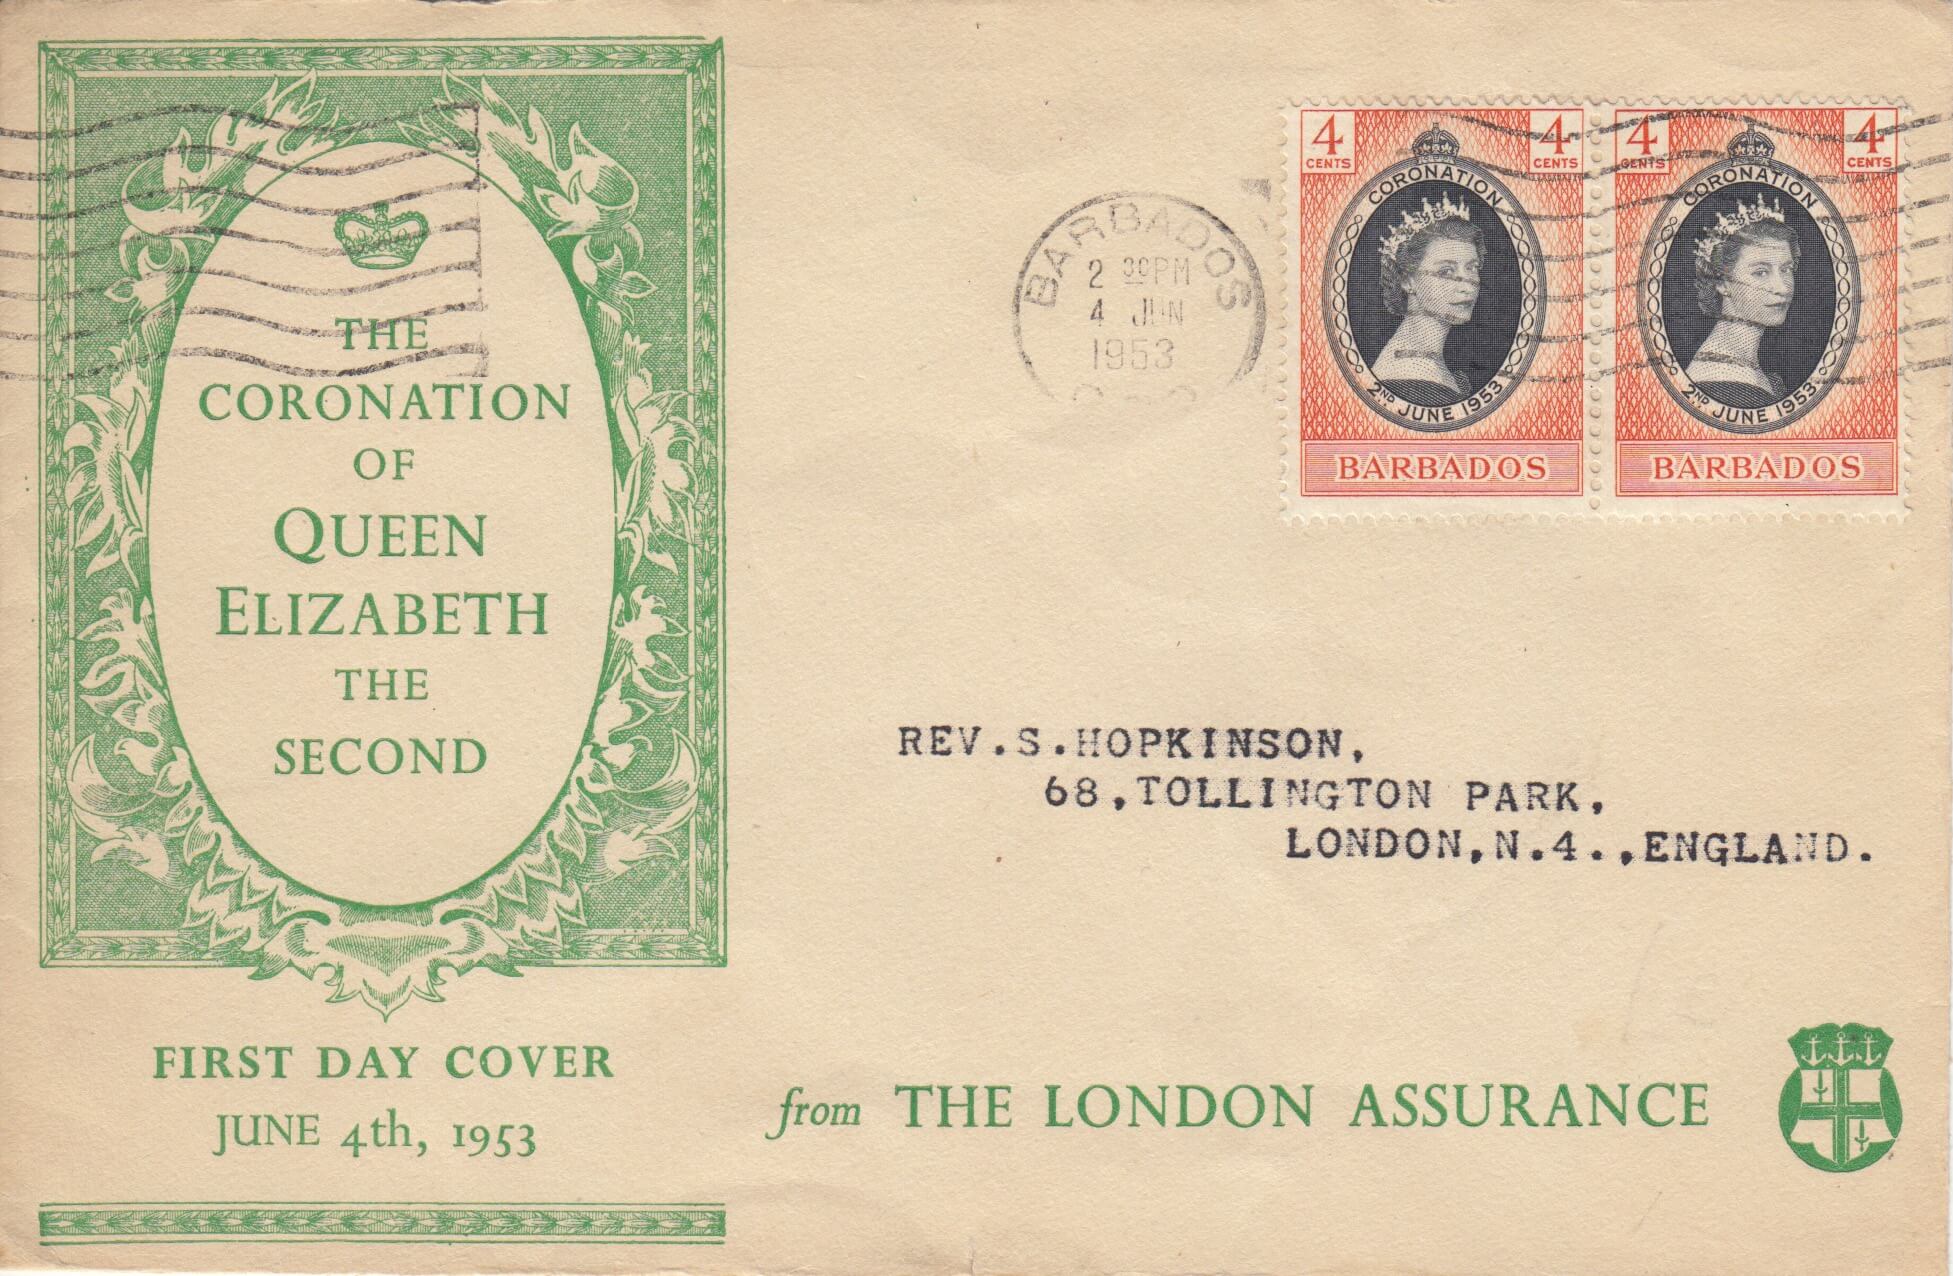 THE
CORONATION
OF
QUEEN
ELIZABETH
THE
SECOND
FIRST DAY COVER
JUNE 4th, 1953
BARBADOS
2 30PM
4 JUN
1953
4 CENTS 4 CENTS
CORONATION
2ND JUNE 1953
BARBADOS
4 CENTS 4 CENTS
CORONATION
2ND JUNE 1953
BARBADOS
REV.S.HOPKINSON,
68,TOLLINGTON PARK,
LONDON,N.4.,ENGLAND.
from THE LONDON ASSURANCE